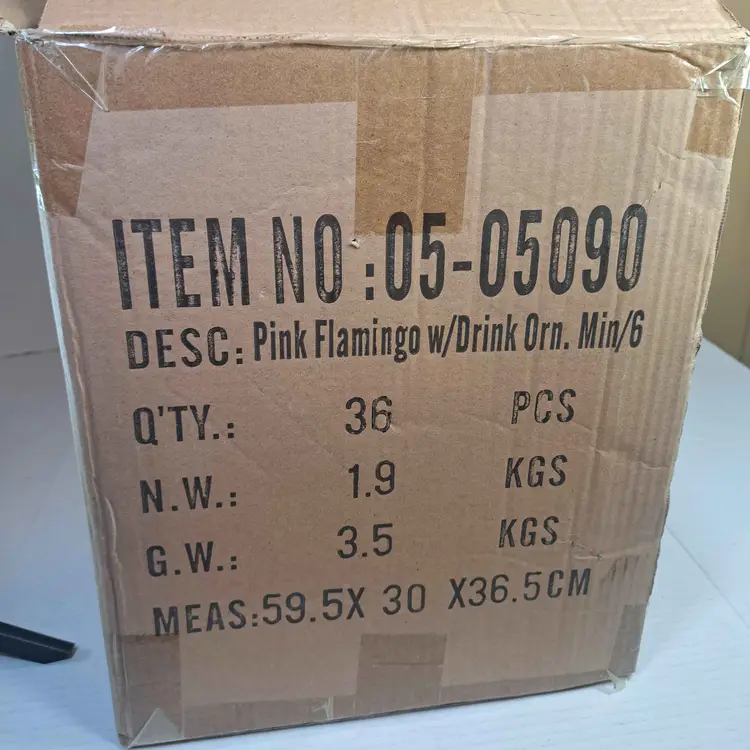 ITEM NO :05-05090
DESC: Pink Flamingo w/Drink Orn. Min/6
Q'TY.: 36 PCS
N.W.: 1.9 KGS
G.W.: 3.5 KGS
MEAS:59.5X 30 X36.5CM